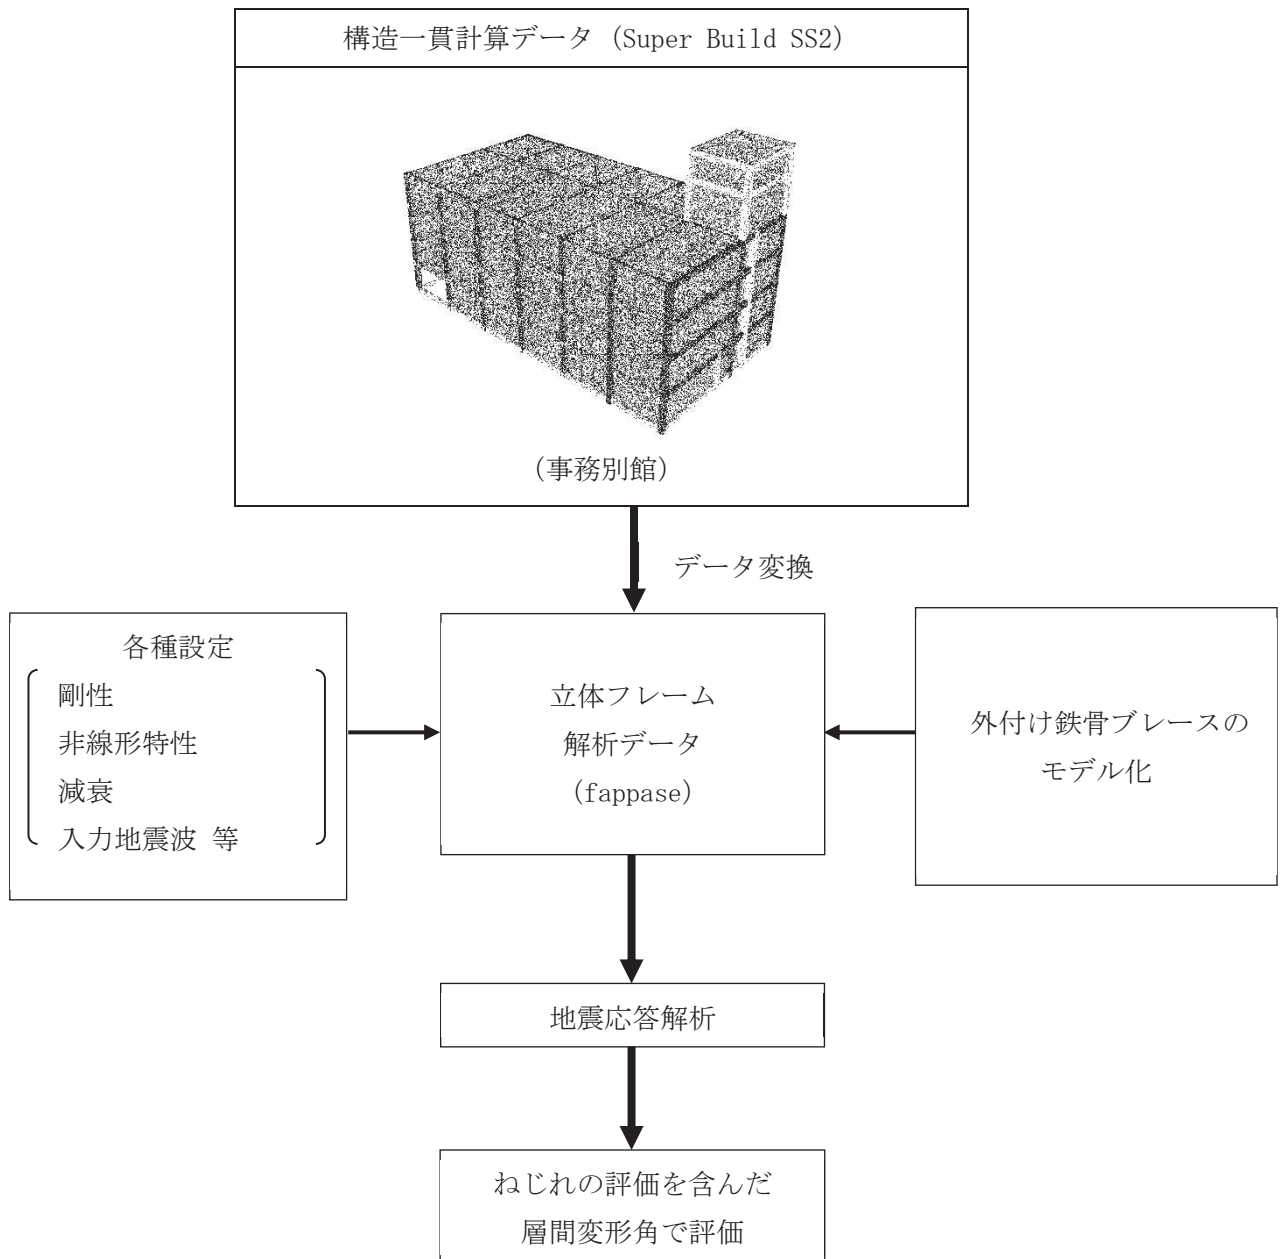 構造一貫計算データ (Super Build SS2)
(事務別館)
データ変換
各種設定
剛性
非線形特性
減衰
入力地震波 等
立体フレーム
解析データ
(fappase)
外付け鉄骨ブレースの
モデル化
地震応答解析
ねじれの評価を含んだ
層間変形角で評価